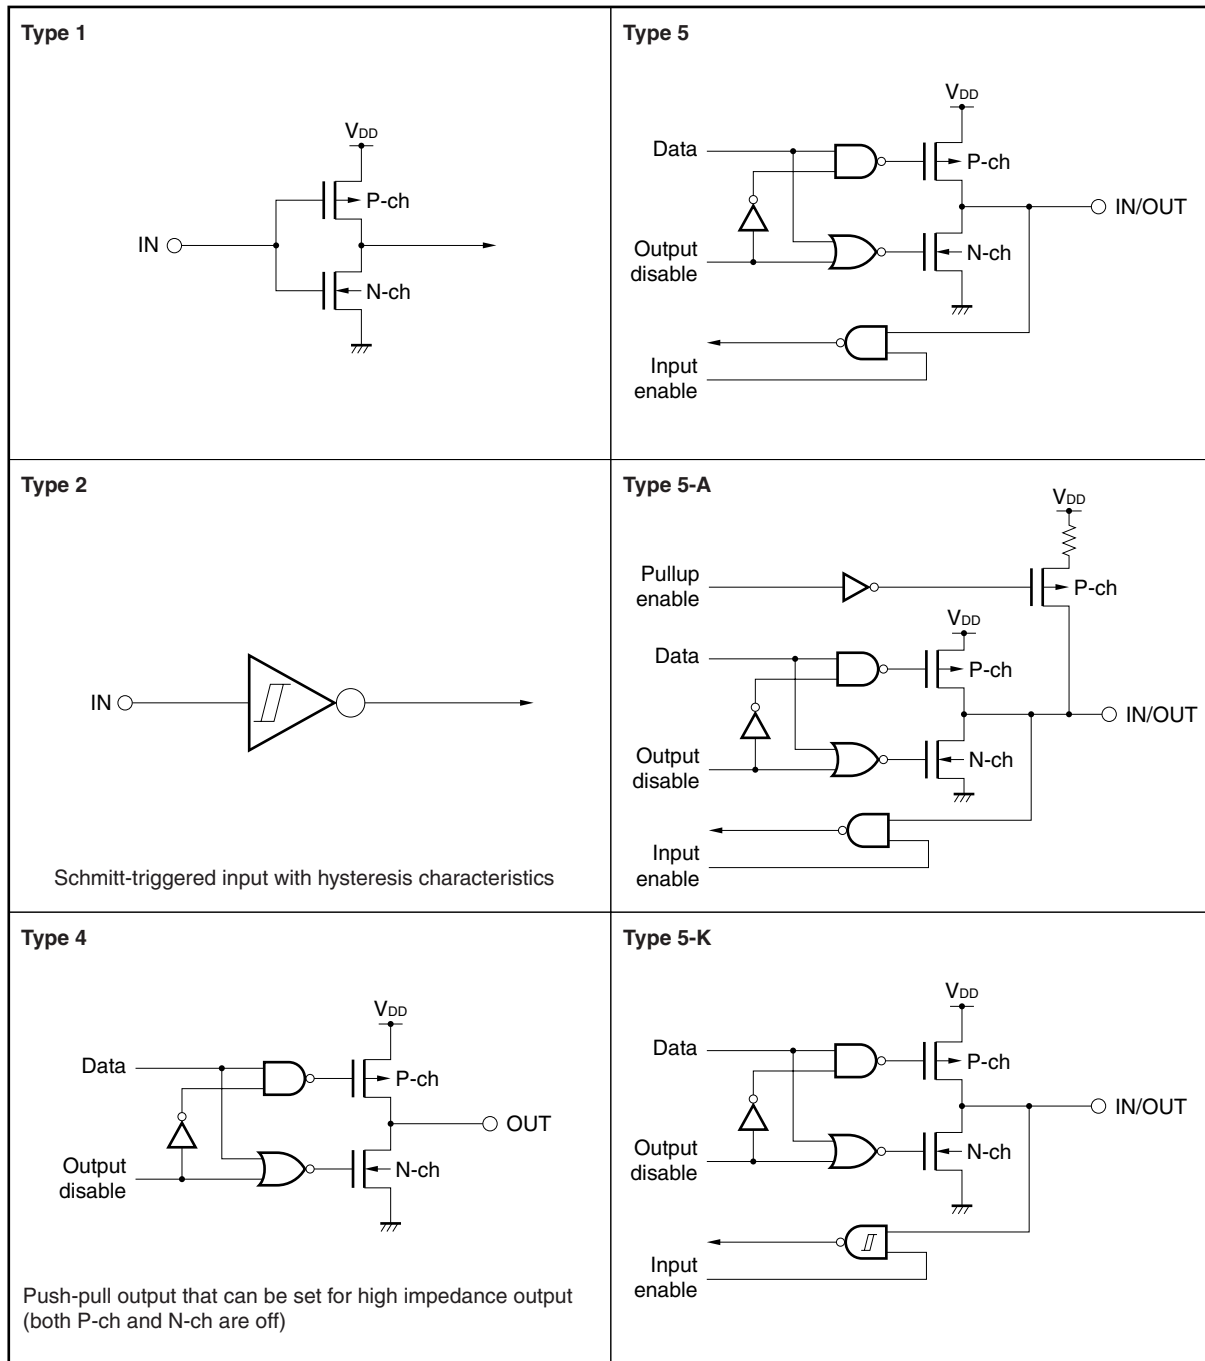 Type 1
VDD
P-ch
IN
N-ch
Type 5
VDD
Data
P-ch
IN/OUT
Output
disable
N-ch
Input
enable
Type 2
IN
Schmitt-triggered input with hysteresis characteristics
Type 5-A
VDD
Pullup
enable
P-ch
VDD
Data
P-ch
IN/OUT
Output
disable
N-ch
Input
enable
Type 4
VDD
Data
P-ch
OUT
Output
disable
N-ch
Push-pull output that can be set for high impedance output
(both P-ch and N-ch are off)
Type 5-K
VDD
Data
P-ch
IN/OUT
Output
disable
N-ch
Input
enable